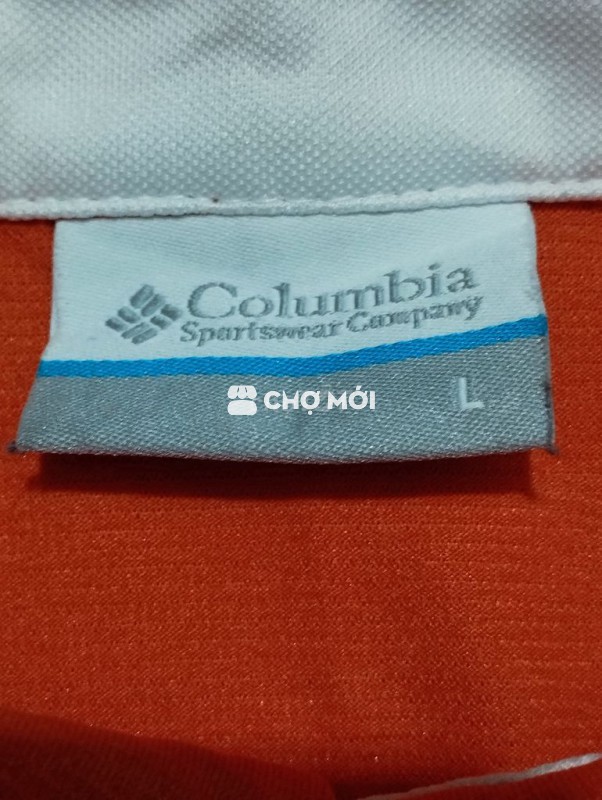 Columbia
Sportswear Company
CHỢ MỚI
L